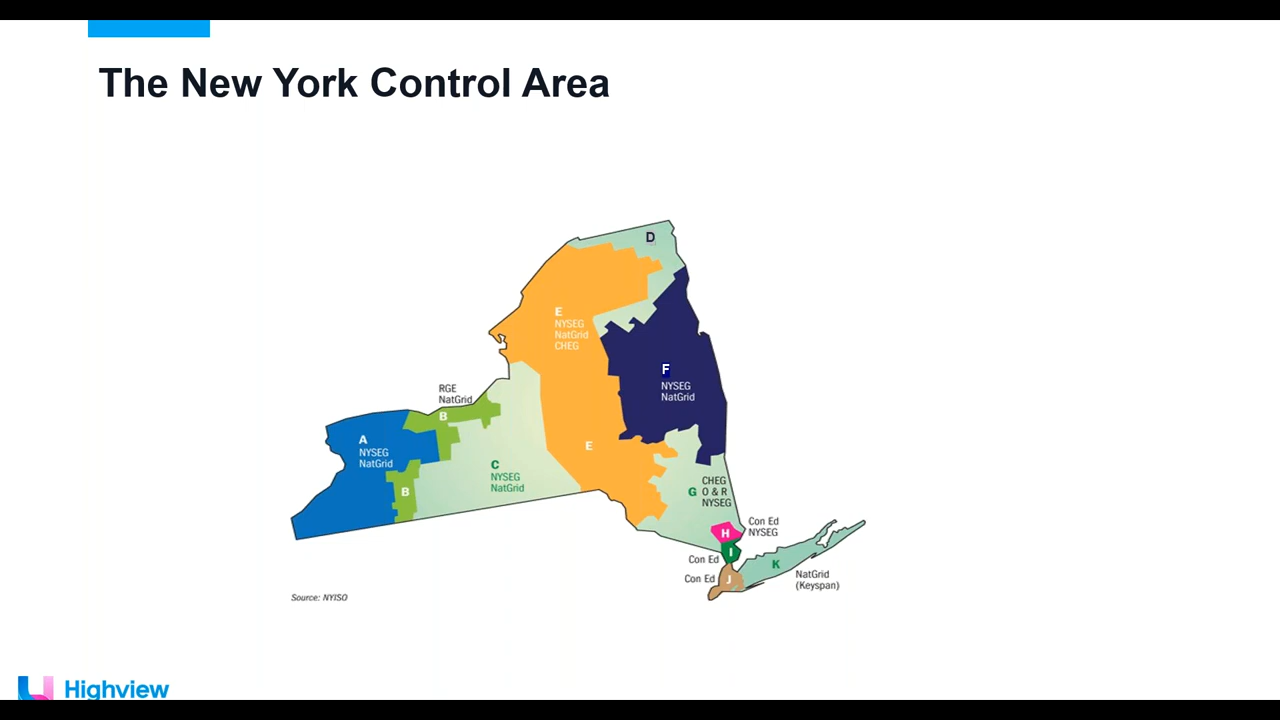 The New York Control Area
D
E
NYSEG
NatGrid
CHEG
F
NYSEG
NatGrid
RGE
NatGrid
B
A
NYSEG
NatGrid
E
C
NYSEG
NatGrid
B
G
CHEG
O & R
NYSEG
Con Ed
NYSEG
H
I
Con Ed
K
J
Con Ed
NatGrid
(Keyspan)
Source: NYISO
Highview